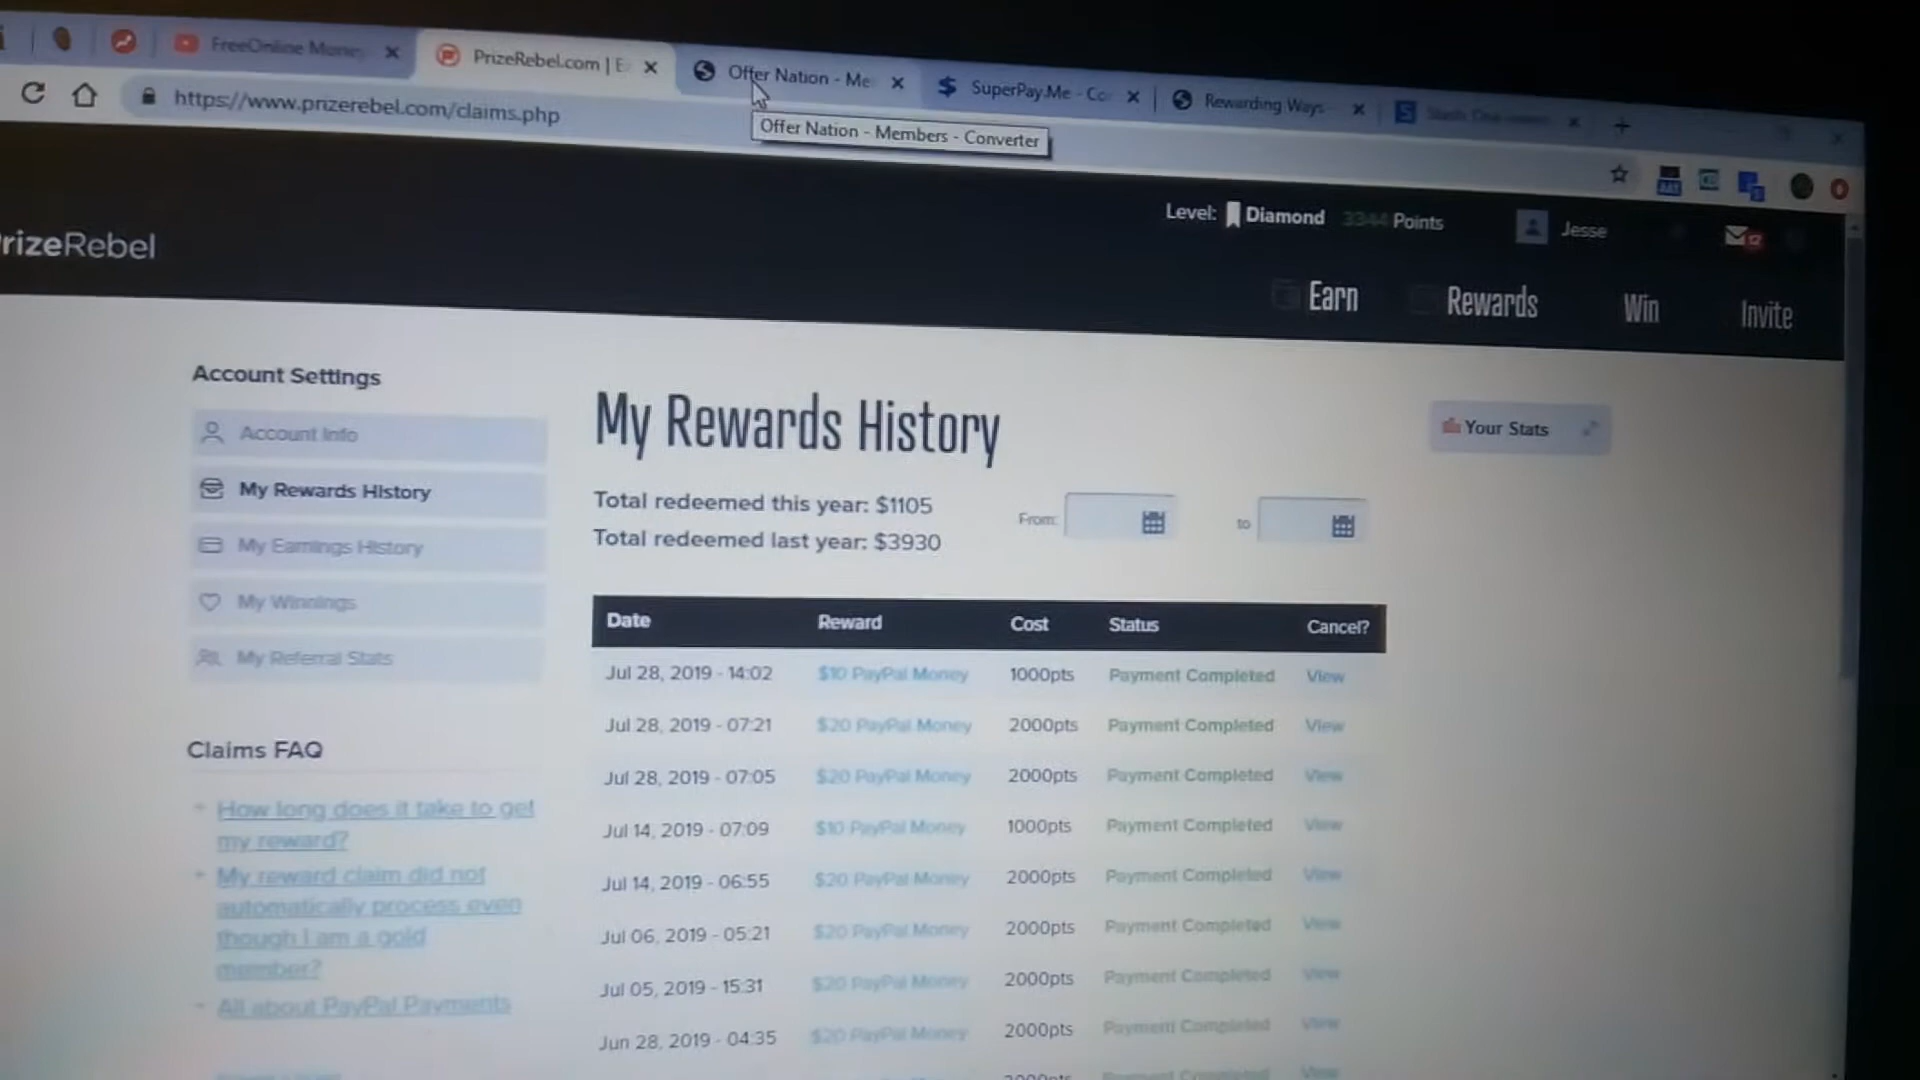 FreeOnline Money
PrizeRebel.com | E
Offer Nation - Me
SuperPay.Me - Co
Rewarding Ways
https://www.prizerebel.com/claims.php
Offer Nation - Members - Converter
Level: Diamond 3344 Points
Jesse
rizeRebel
Earn
Rewards
Win
Invite
Account Settings
Account Info
My Rewards History
My Earnings History
My Winnings
My Referral Stats
Claims FAQ
How long does it take to get
my reward?
My reward claim did not
automatically process even
though I am a gold
member?
All about PayPal Payments
My Rewards History
Total redeemed this year: $1105
Total redeemed last year: $3930
From:
to
Your Stats
Date Reward Cost Status Cancel?
Jul 28, 2019 - 14:02 $10 PayPal Money 1000pts Payment Completed View
Jul 28, 2019 - 07:21 $20 PayPal Money 2000pts Payment Completed View
Jul 28, 2019 - 07:05 $20 PayPal Money 2000pts Payment Completed View
Jul 14, 2019 - 07:09 $10 PayPal Money 1000pts Payment Completed View
Jul 14, 2019 - 06:55 $20 PayPal Money 2000pts Payment Completed View
Jul 06, 2019 - 05:21 $20 PayPal Money 2000pts Payment Completed View
Jul 05, 2019 - 15:31 $20 PayPal Money 2000pts Payment Completed View
Jun 28, 2019 - 04:35 $20 PayPal Money 2000pts Payment Completed View